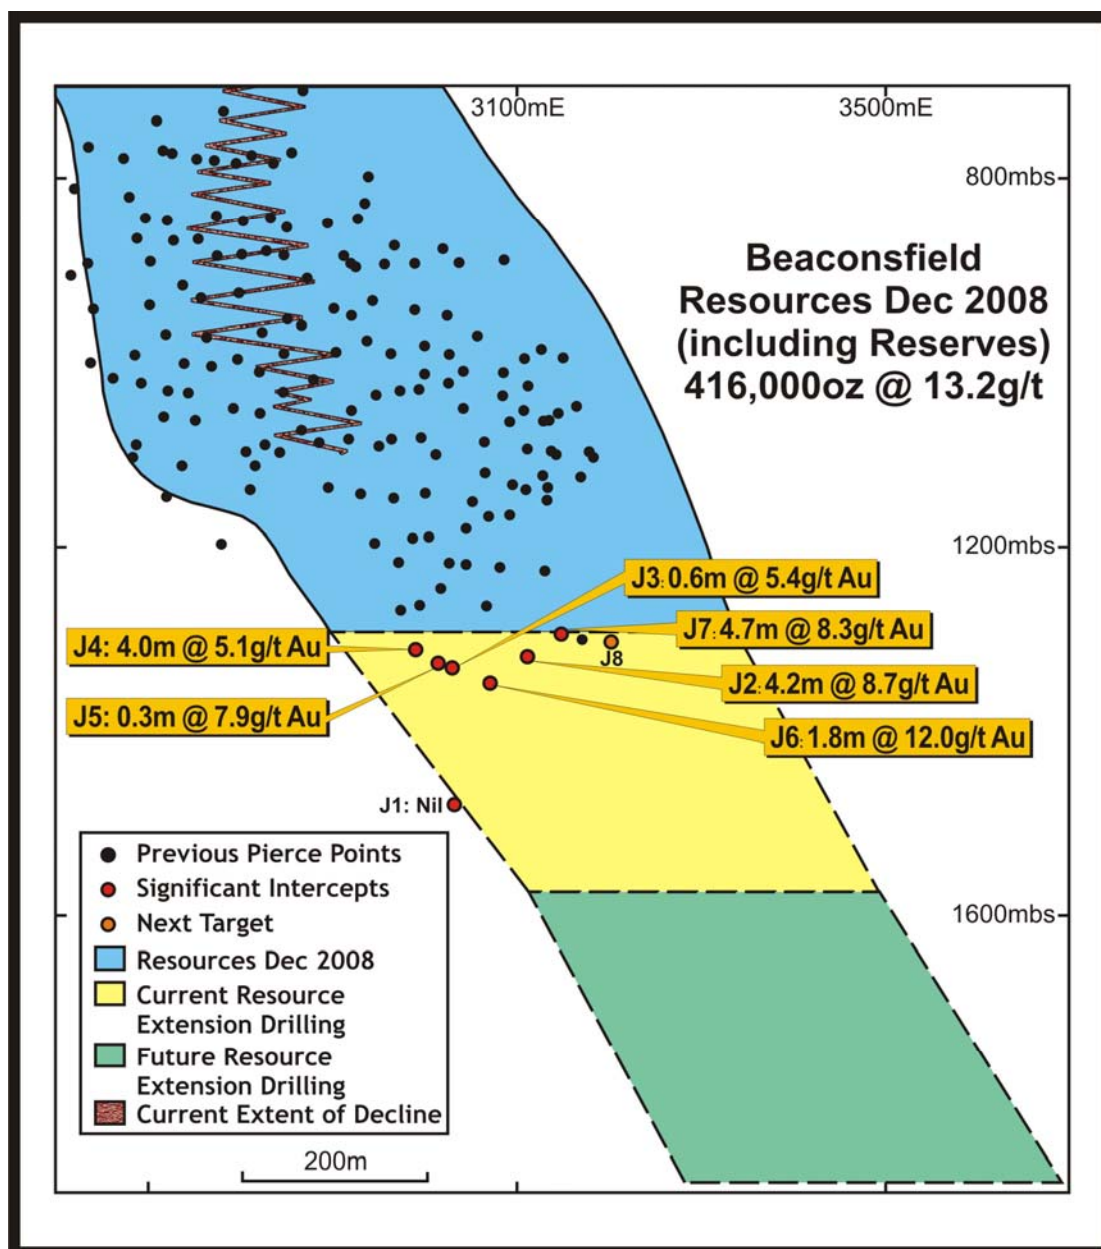 3100mE
3500mE
800mbs
Beaconsfield
Resources Dec 2008
(including Reserves)
416,000oz @ 13.2g/t
1200mbs
J3: 0.6m @ 5.4g/t Au
J7: 4.7m @ 8.3g/t Au
J4: 4.0m @ 5.1g/t Au
J8
J2: 4.2m @ 8.7g/t Au
J5: 0.3m @ 7.9g/t Au
J6: 1.8m @ 12.0g/t Au
J1: Nil
Previous Pierce Points
Significant Intercepts
Next Target
1600mbs
Resources Dec 2008
Current Resource
Extension Drilling
Future Resource
Extension Drilling
Current Extent of Decline
200m